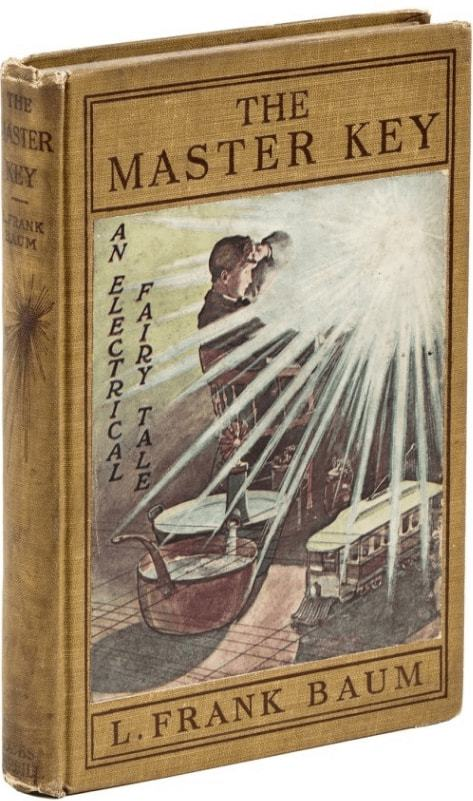 THE
MASTER KEY
AN ELECTRICAL
FAIRY TALE
L. FRANK BAUM
THE
MASTER
KEY
FRANK
BAUM